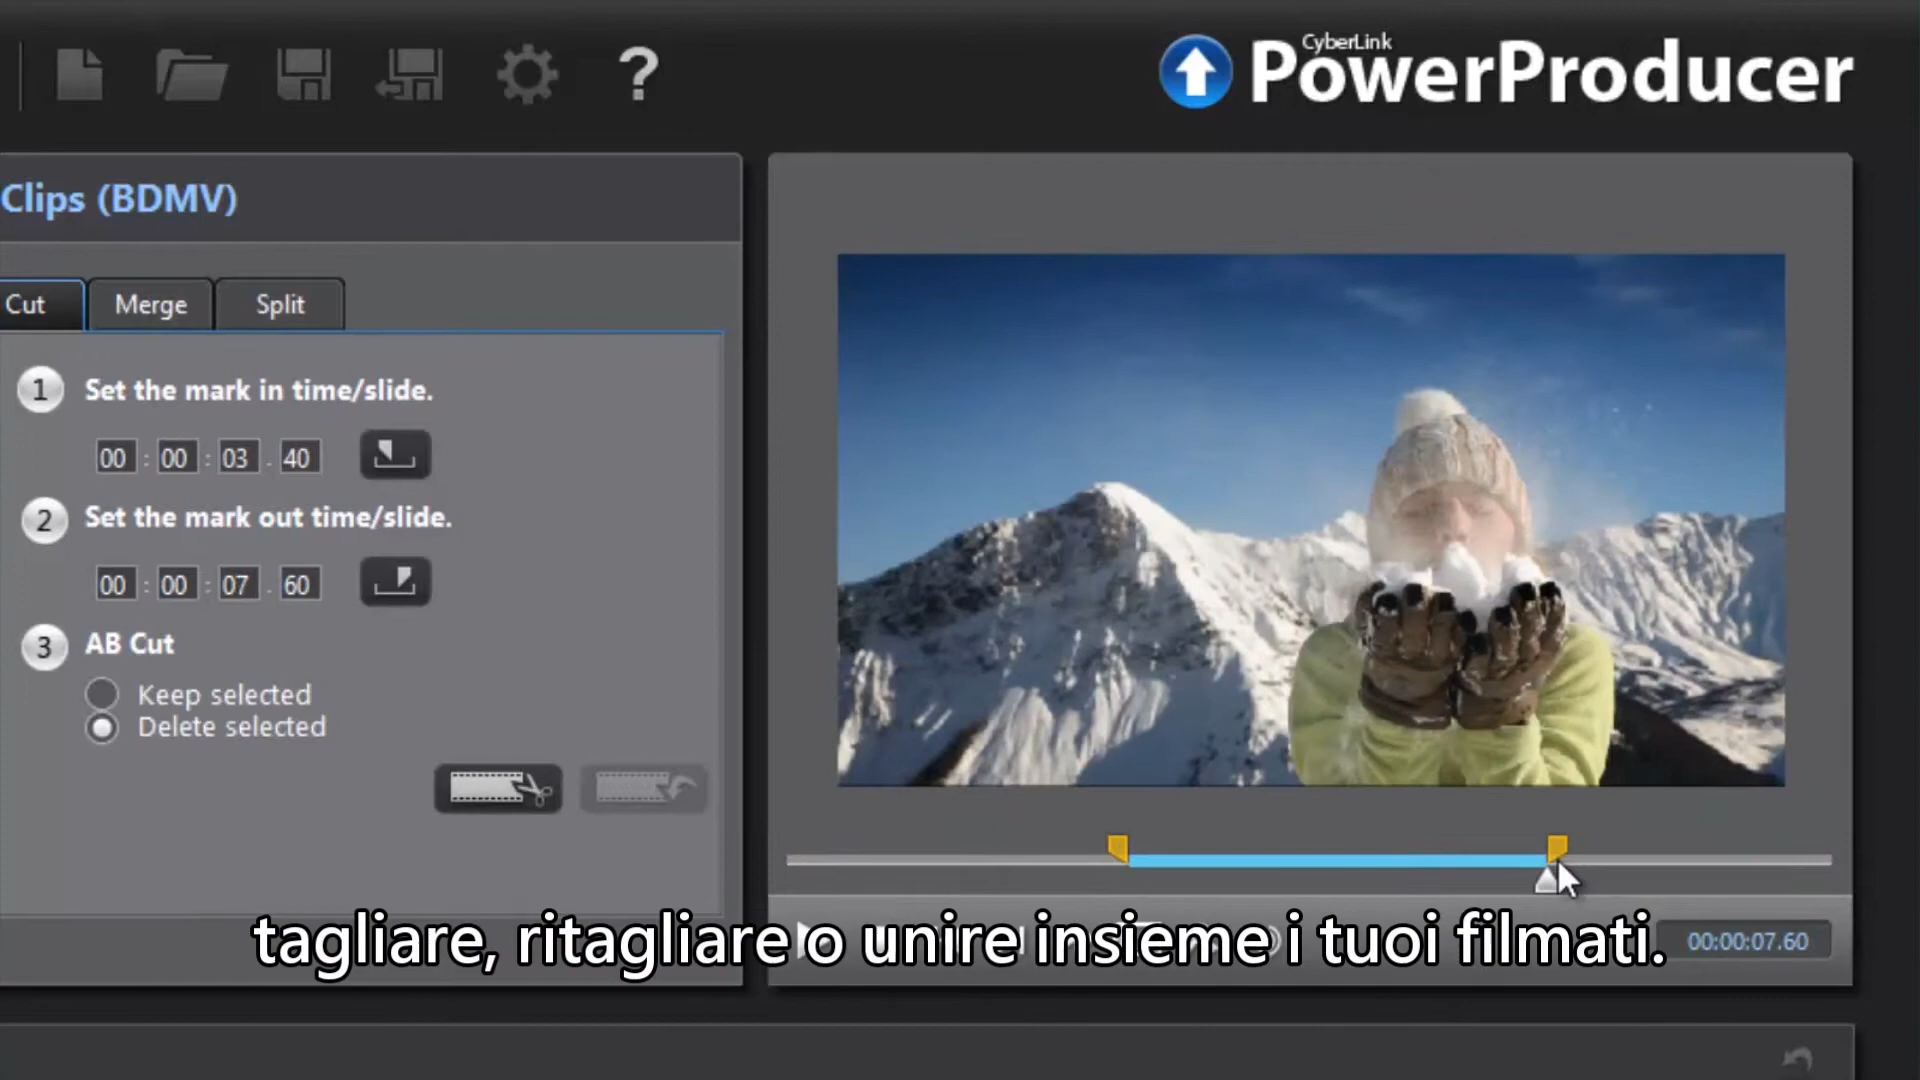 ?
CyberLink
PowerProducer
Clips (BDMV)
Cut
Merge
Split
1 Set the mark in time/slide.
00 : 00 : 03 . 40
2 Set the mark out time/slide.
00 : 00 : 07 . 60
3 AB Cut
Keep selected
Delete selected
tagliare, ritagliare o unire insieme i tuoi filmati.
00:00:07.60